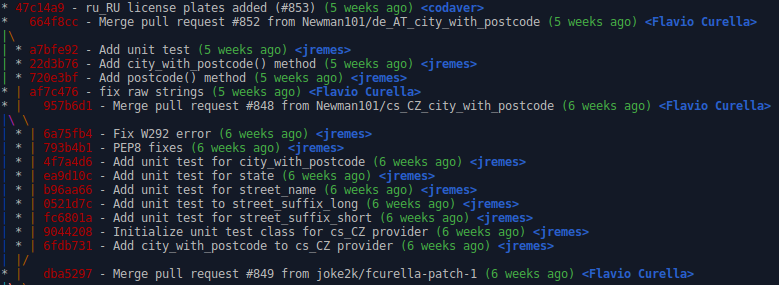 * 47c14a9 - ru_RU license plates added (#853) (5 weeks ago) <codaver>
*   664f8cc - Merge pull request #852 from Newman101/de_AT_city_with_postcode (5 weeks ago) <Flavio Curella>
|\
| * a7bfe92 - Add unit test (5 weeks ago) <jremes>
| * 22d3b76 - Add city_with_postcode() method (5 weeks ago) <jremes>
| * 720e3bf - Add postcode() method (5 weeks ago) <jremes>
* | af7c476 - fix raw strings (5 weeks ago) <Flavio Curella>
* |   957b6d1 - Merge pull request #848 from Newman101/cs_CZ_city_with_postcode (6 weeks ago) <Flavio Curella>
|\ \
| * | 6a75fb4 - Fix W292 error (6 weeks ago) <jremes>
| * | 793b4b1 - PEP8 fixes (6 weeks ago) <jremes>
| * | 4f7a4d6 - Add unit test for city_with_postcode (6 weeks ago) <jremes>
| * | ea9d10c - Add unit test for state (6 weeks ago) <jremes>
| * | b96aa66 - Add unit test for street_name (6 weeks ago) <jremes>
| * | 0521d7c - Add unit test to street_suffix_long (6 weeks ago) <jremes>
| * | fc6801a - Add unit test for street_suffix_short (6 weeks ago) <jremes>
| * | 9044208 - Initialize unit test class for cs_CZ provider (6 weeks ago) <jremes>
| * | 6fdb731 - Add city_with_postcode to cs_CZ provider (6 weeks ago) <jremes>
| |/
* |   dba5297 - Merge pull request #849 from joke2k/fcurella-patch-1 (6 weeks ago) <Flavio Curella>